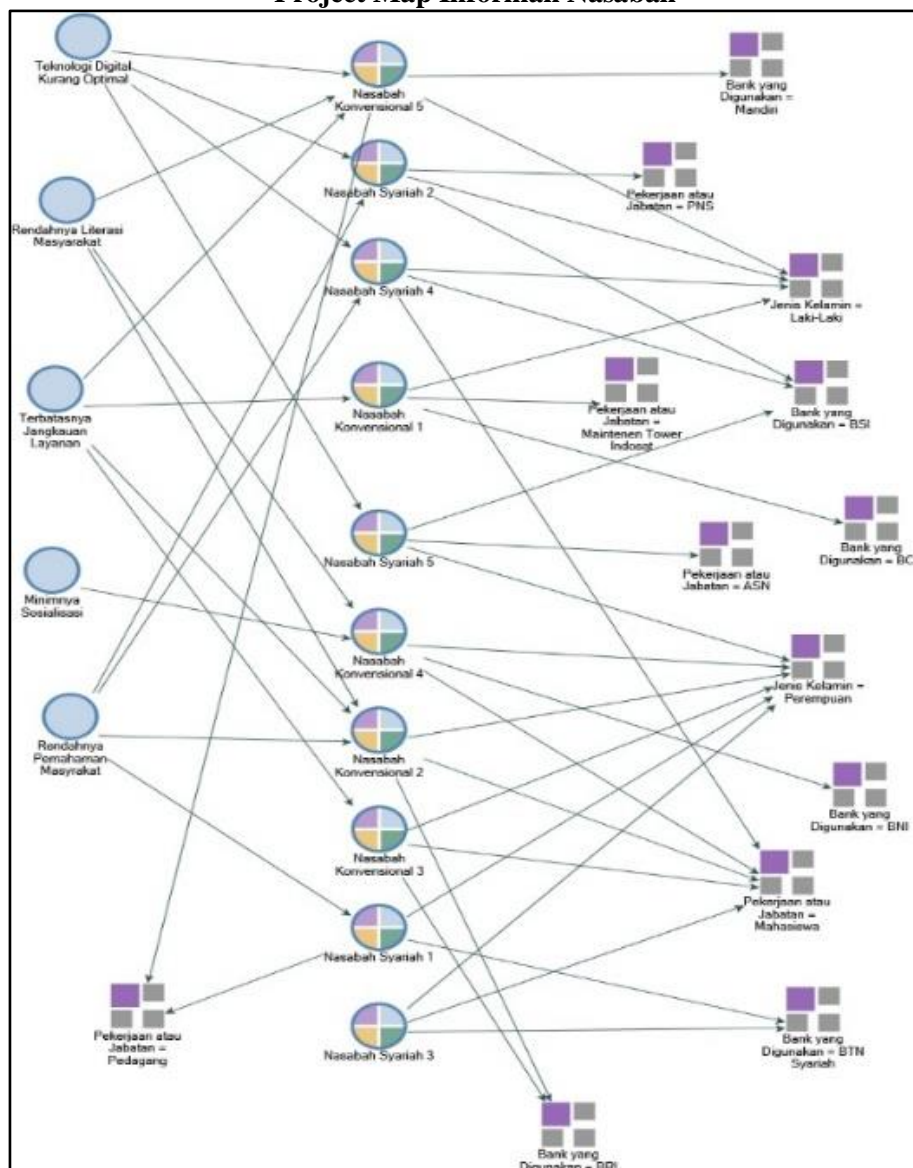 Project Map Informan Nasabah
Teknologi Digital
Kurang Optimal
Nasabah
Konvensional 5
Bank yang
Digunakan =
Mandiri
Nasabah Syariah 2
Pekerjaan atau
Jabatan = PNS
Rendahnya Literasi
Masyarakat
Nasabah Syariah 4
Jenis Kelamin =
Laki-Laki
Terbatasnya
Jangkauan
Layanan
Nasabah
Konvensional 1
Pekerjaan atau
Jabatan =
Maintenen Tower
Indosat
Bank yang
Digunakan = BSI
Nasabah Syariah 5
Pekerjaan atau
Jabatan = ASN
Bank yang
Digunakan = BC
Minimnya
Sosialisasi
Nasabah
Konvensional 4
Jenis Kelamin =
Perempuan
Rendahnya
Pemahaman
Masyrakat
Nasabah
Konvensional 2
Bank yang
Digunakan = BNI
Nasabah
Konvensional 3
Pekerjaan atau
Jabatan =
Mahasiswa
Nasabah Syariah 1
Pekerjaan atau
Jabatan =
Pedagang
Nasabah Syariah 3
Bank yang
Digunakan = BTN
Syariah
Bank yang
Digunakan = BRI